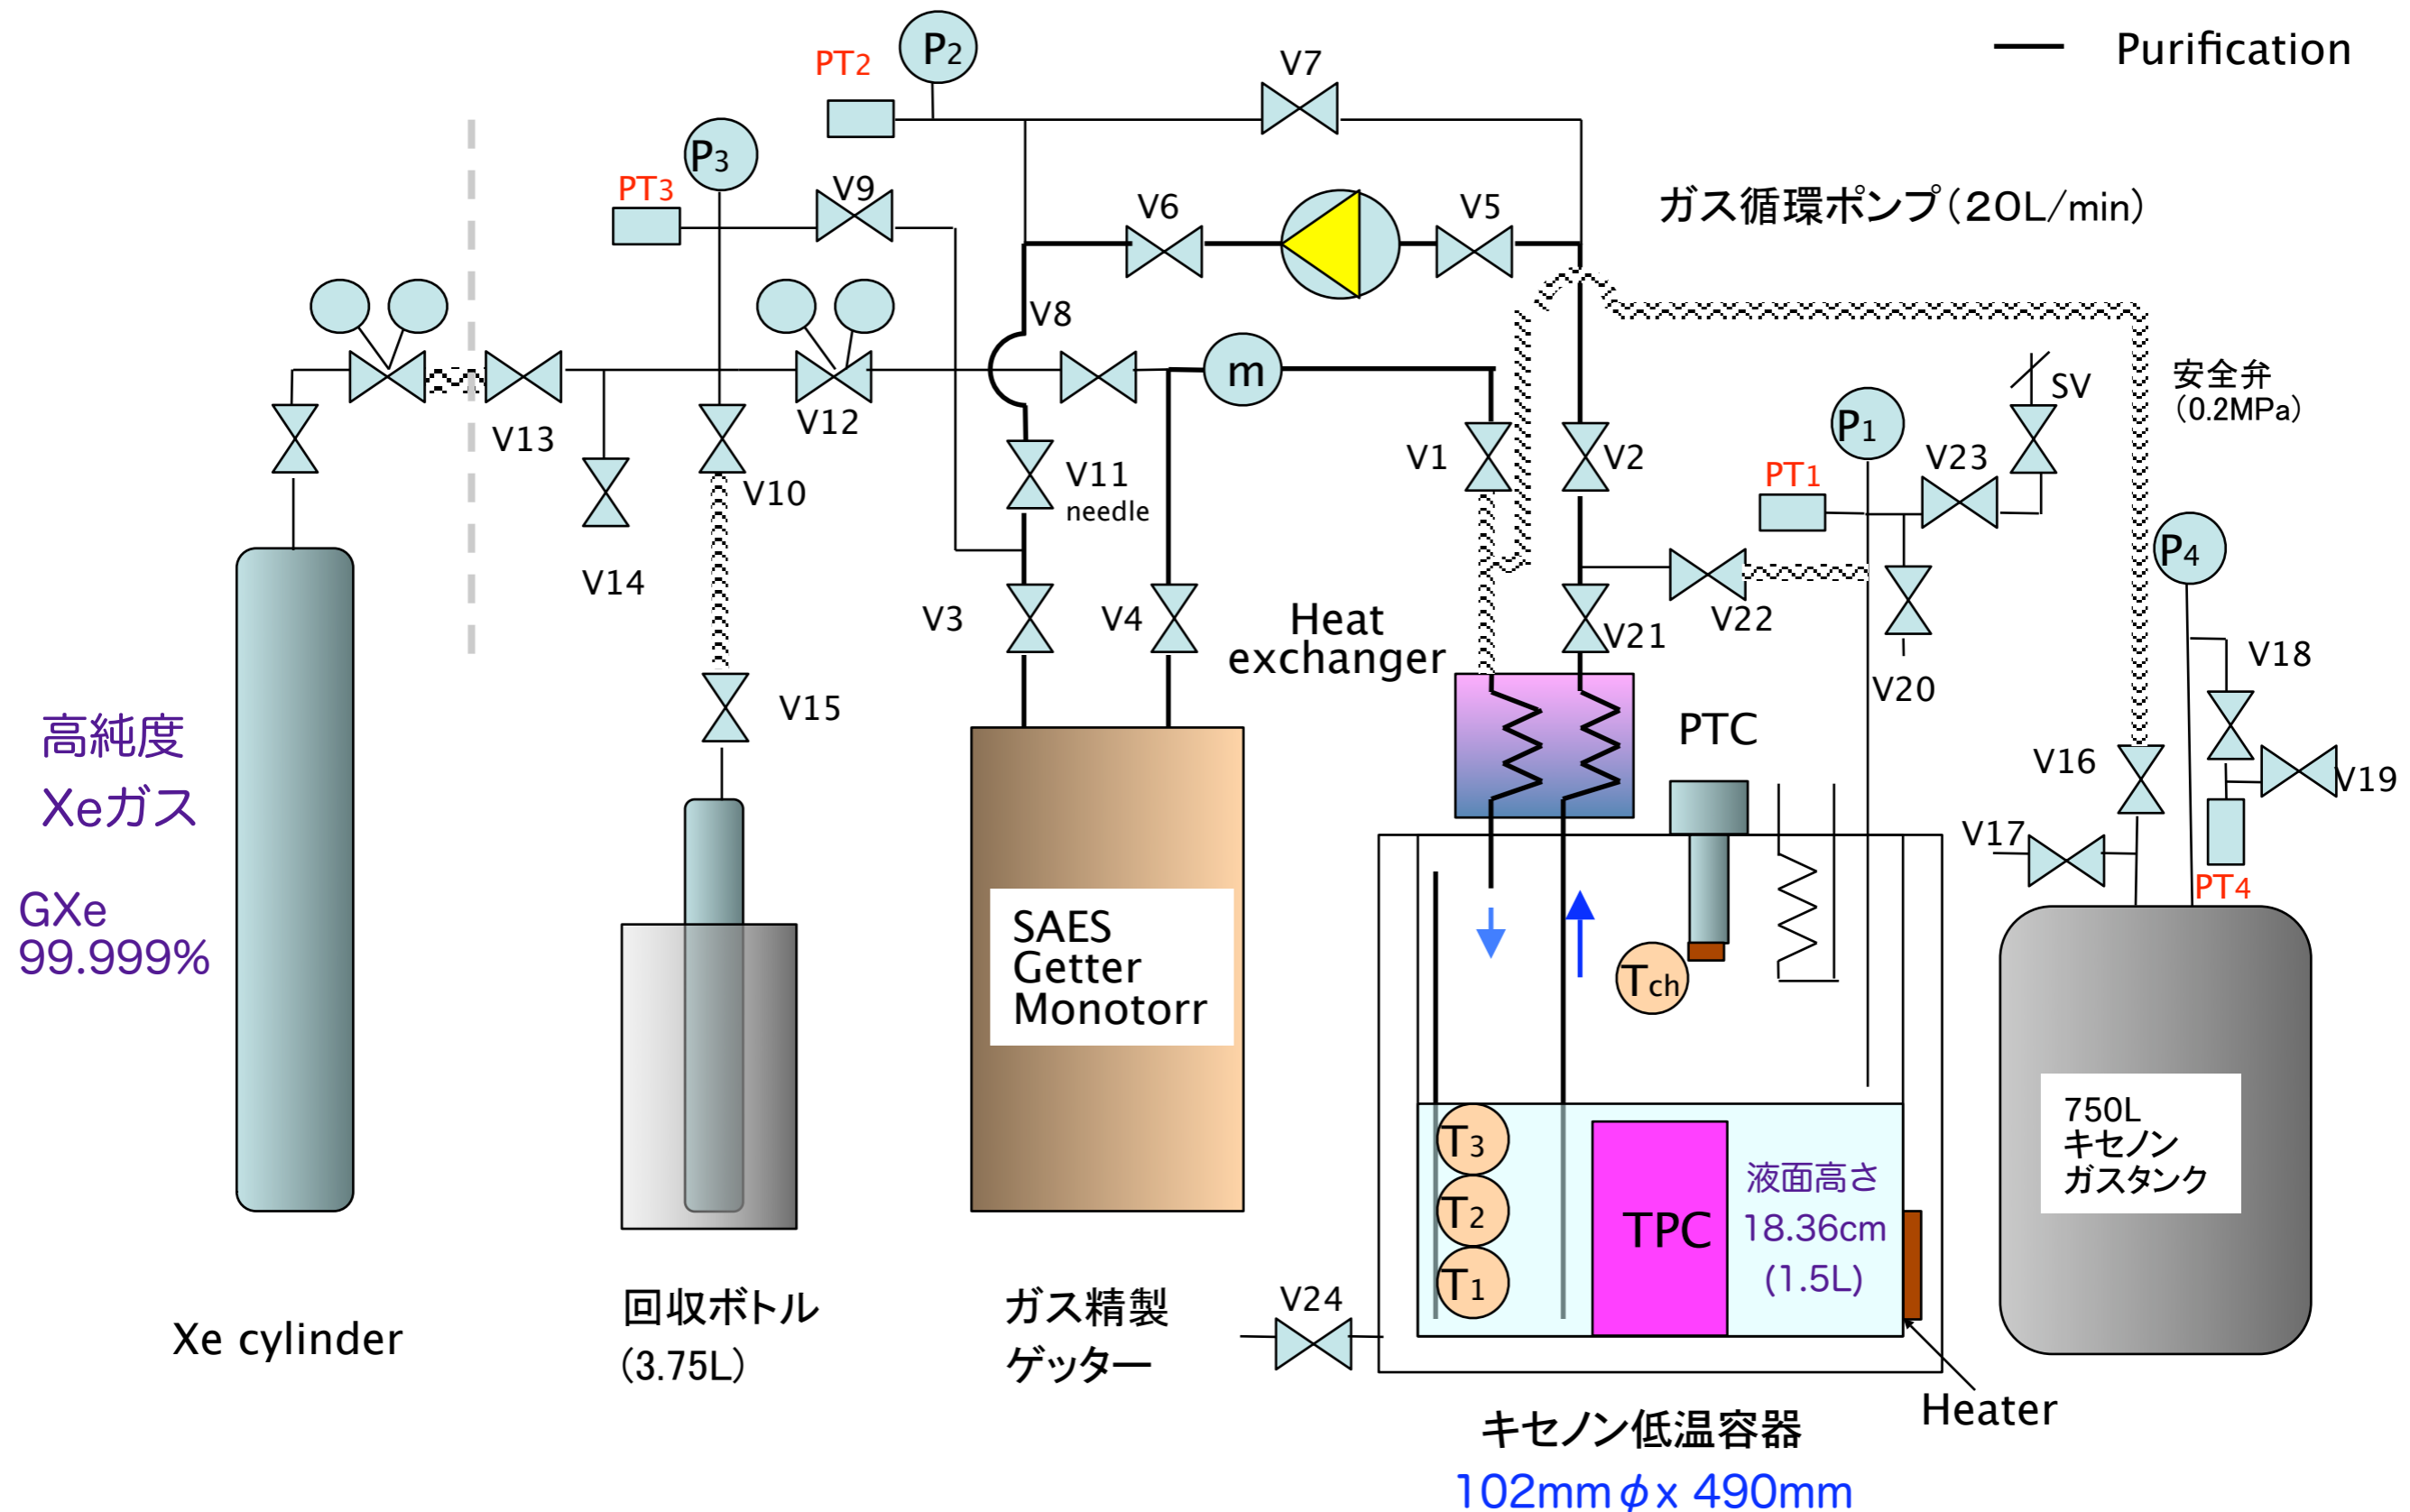 Purification
P2
PT2
V7
P3
PT3
V9
V6
V5
ガス循環ポンプ(20L/min)
V8
m
V13
V12
V10
V11
needle
V14
V1
V2
P1
PT1
V23
SV
安全弁
(0.2MPa)
P4
V3
V4
Heat
exchanger
V21
V22
V20
V18
V15
PTC
V16
V19
V17
PT4
高純度
Xeガス
GXe
99.999%
SAES
Getter
Monotorr
Tch
T3
T2
T1
TPC
液面高さ
18.36cm
(1.5L)
750L
キセノン
ガスタンク
Xe cylinder
回収ボトル
(3.75L)
ガス精製
ゲッター
V24
Heater
キセノン低温容器
102mmφx 490mm